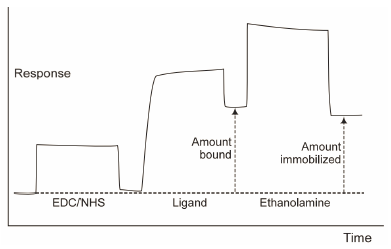 Response
Amount
bound
Amount
immobilized
EDC/NHS
Ligand
Ethanolamine
Time